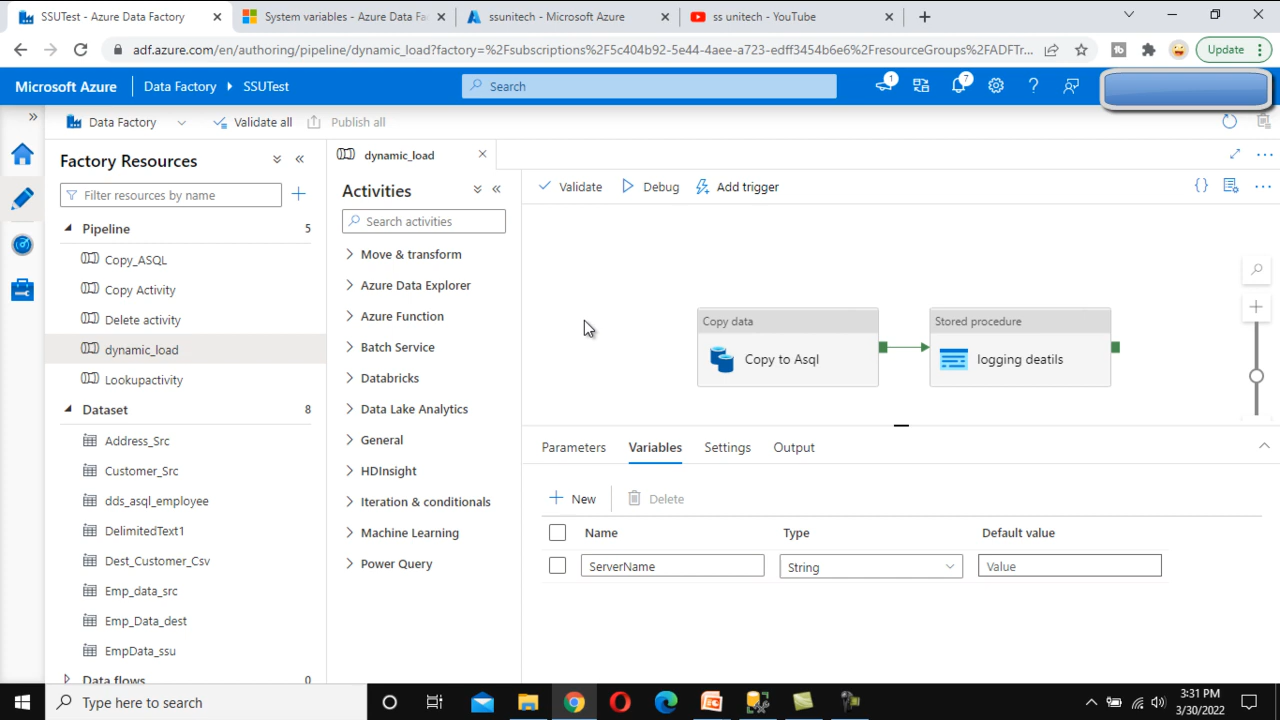 SSUTest - Azure Data Factory
System variables - Azure Data Fa
ssunitech - Microsoft Azure
ss unitech - YouTube
adf.azure.com/en/authoring/pipeline/dynamic_load?factory=%2Fsubscriptions%2F5c404b92-5e44-4aee-a723-edff3454b6e6%2FresourceGroups%2FADFTr...
Update
Microsoft Azure
Data Factory
SSUTest
Search
1
7
Data Factory
Validate all
Publish all
Factory Resources
Filter resources by name
Pipeline
5
Copy_ASQL
Copy Activity
Delete activity
dynamic_load
Lookupactivity
Dataset
8
Address_Src
Customer_Src
dds_asql_employee
DelimitedText1
Dest_Customer_Csv
Emp_data_src
Emp_Data_dest
EmpData_ssu
Data flows
0
dynamic_load
Activities
Search activities
Move & transform
Azure Data Explorer
Azure Function
Batch Service
Databricks
Data Lake Analytics
General
HDInsight
Iteration & conditionals
Machine Learning
Power Query
Validate
Debug
Add trigger
Copy data
Copy to Asql
Stored procedure
logging deatils
Parameters
Variables
Settings
Output
New
Delete
Name
Type
Default value
ServerName
String
Value
Type here to search
3:31 PM
3/30/2022